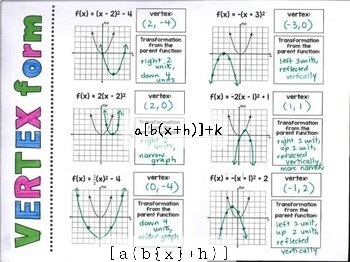 VERTEX form
f(x) = (x - 2)² - 4
vertex:
(2, -4)
Transformation
from the
parent function:
right 2
units,
down 4
units
f(x) = -(x + 3)²
vertex:
(-3, 0)
Transformation
from the
parent function:
left 3 units,
reflected
vertically
f(x) = 2(x - 2)²
vertex:
(2, 0)
Transformation
from the
parent function:
right 2
units,
narrow
graph
f(x) = -2(x - 1)² + 1
vertex:
(1, 1)
Transformation
from the
parent function:
right 1 unit,
up 1 unit,
reflected
vertically,
more narrow
a[b(x+h)]+k
f(x) = ½(x)² - 4
vertex:
(0, -4)
Transformation
from the
parent function:
down 4
units,
wider graph
f(x) = -(x + 1)² + 2
vertex:
(-1, 2)
Transformation
from the
parent function:
left 1 unit,
up 2 units,
reflected
vertically
[a(b{x}+h)]